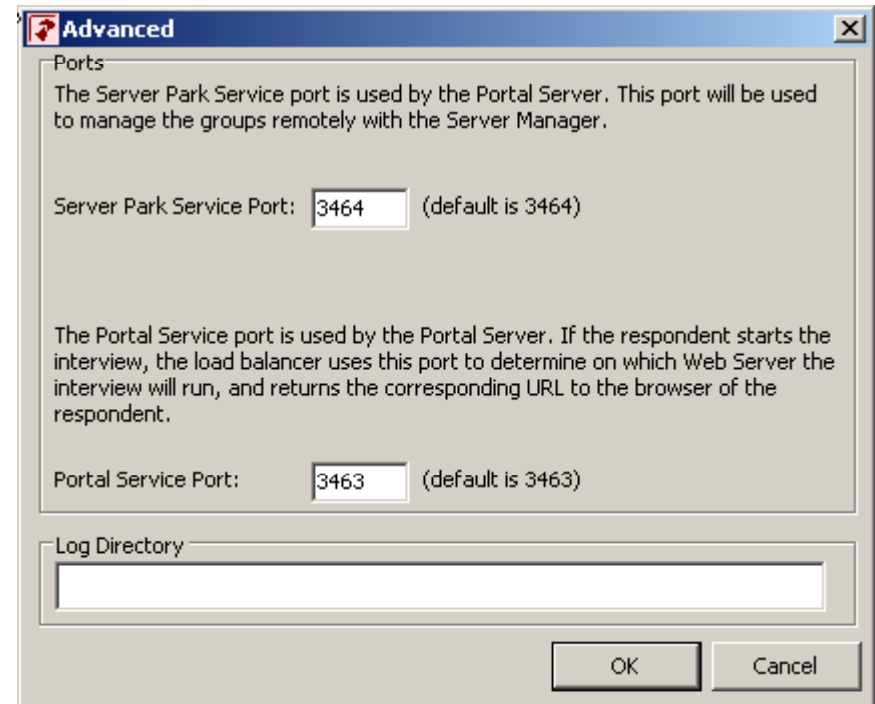 Advanced
Ports
The Server Park Service port is used by the Portal Server. This port will be used
to manage the groups remotely with the Server Manager.
Server Park Service Port: 3464 (default is 3464)
The Portal Service port is used by the Portal Server. If the respondent starts the
interview, the load balancer uses this port to determine on which Web Server the
interview will run, and returns the corresponding URL to the browser of the
respondent.
Portal Service Port: 3463 (default is 3463)
Log Directory
OK Cancel